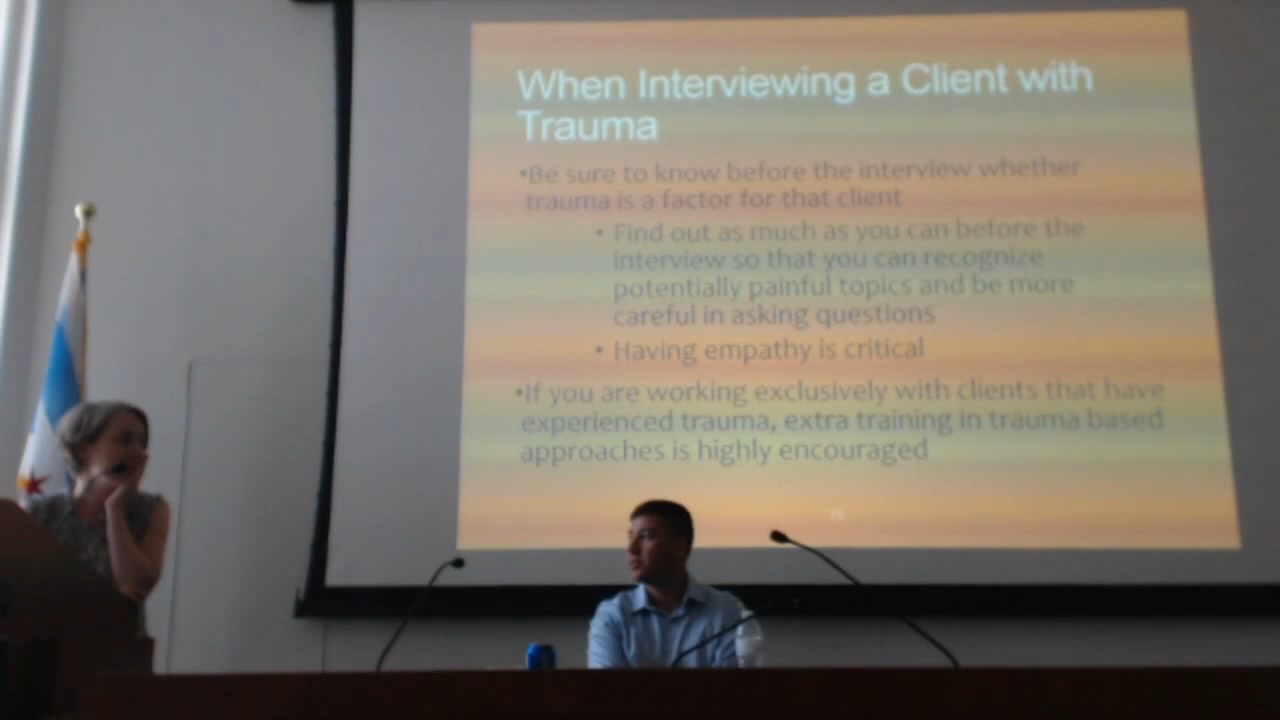 When Interviewing a Client with
Trauma
•Be sure to know before the interview whether
trauma is a factor for that client
• Find out as much as you can before the
interview so that you can recognize
potentially painful topics and be more
careful in asking questions
• Having empathy is critical
•If you are working exclusively with clients that have
experienced trauma, extra training in trauma based
approaches is highly encouraged